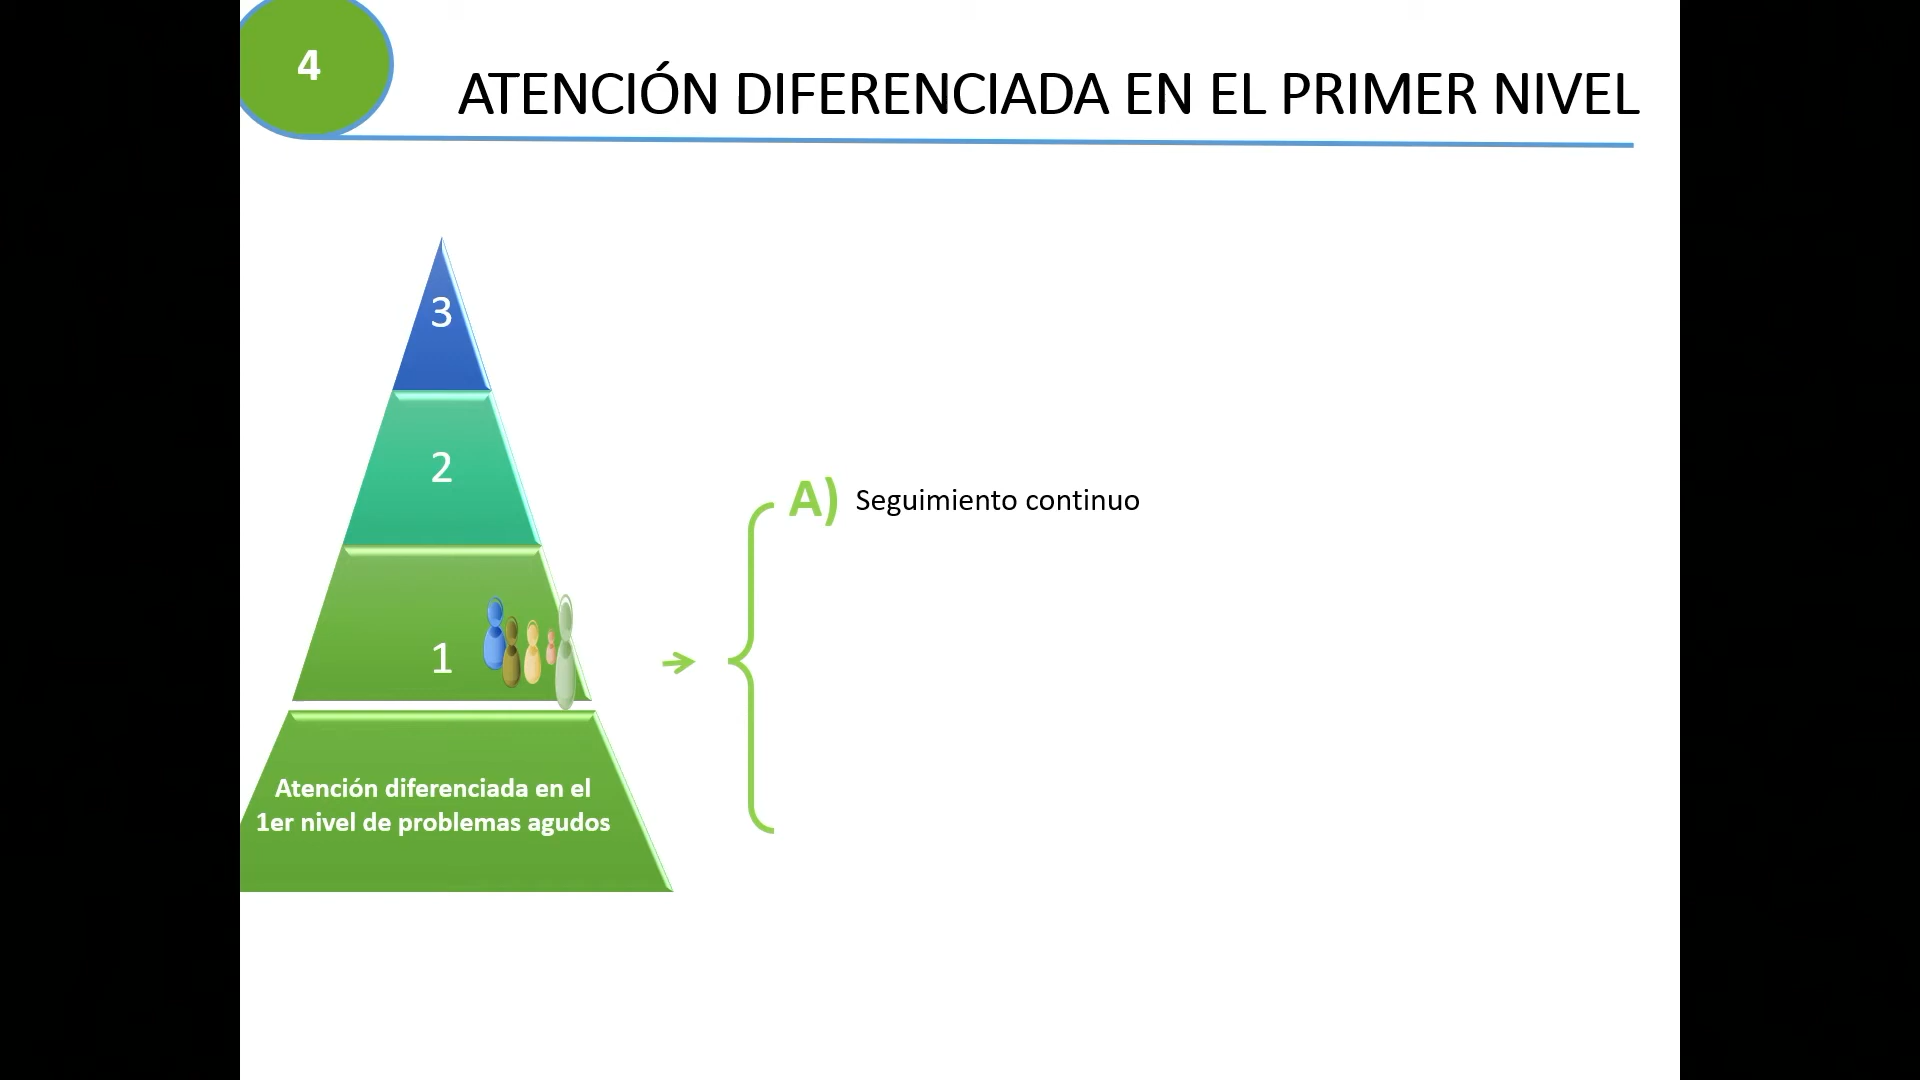 4
ATENCIÓN DIFERENCIADA EN EL PRIMER NIVEL
3
2
1
Atención diferenciada en el
1er nivel de problemas agudos
A) Seguimiento continuo